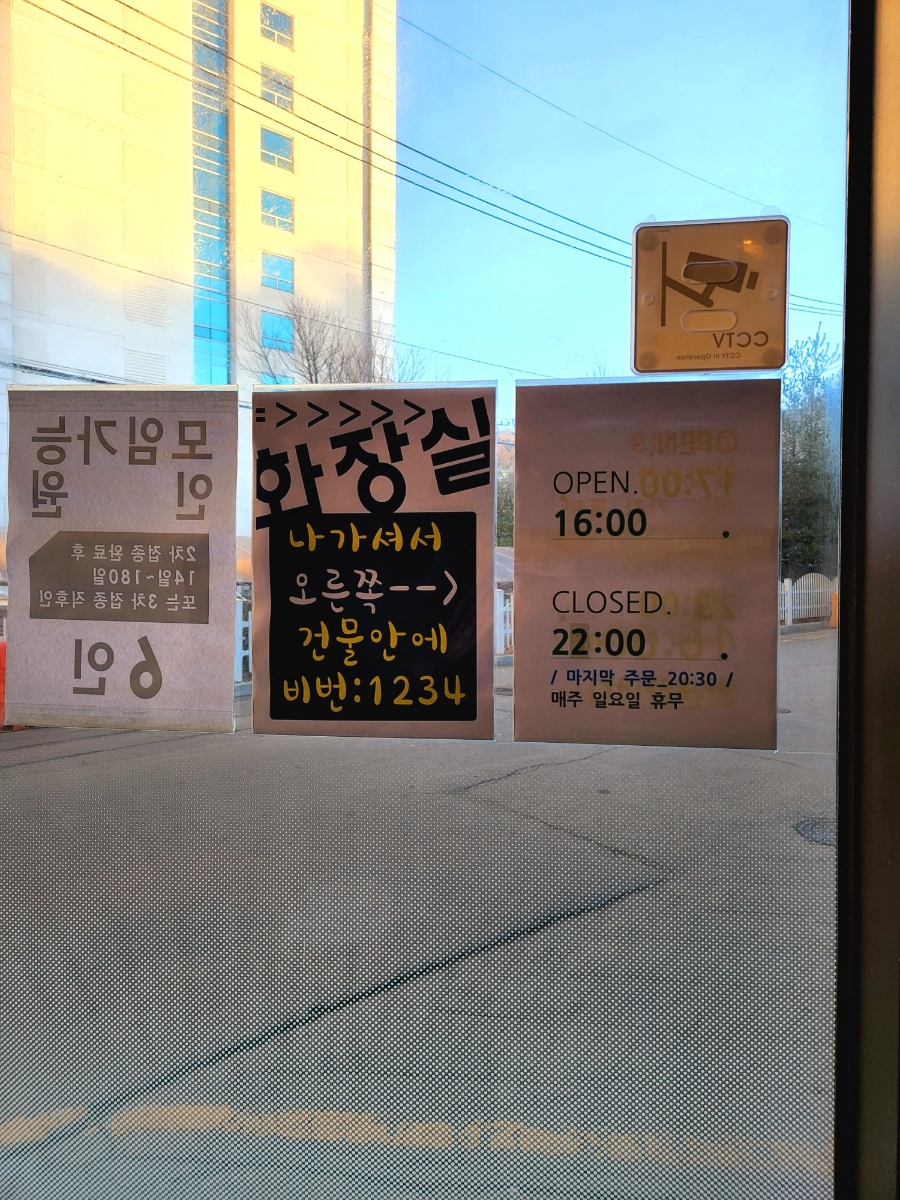 CCTV
CCTV in Operation
모임가능
인원
2차 접종 완료 후
14일~180일
또는 3차 접종 직후인
6인
=>>>>>>
화장실
나가셔서
오른쪽-->
건물안에
비번:1234
OPEN.
16:00
CLOSED.
22:00
/ 마지막 주문_20:30 /
매주 일요일 휴무